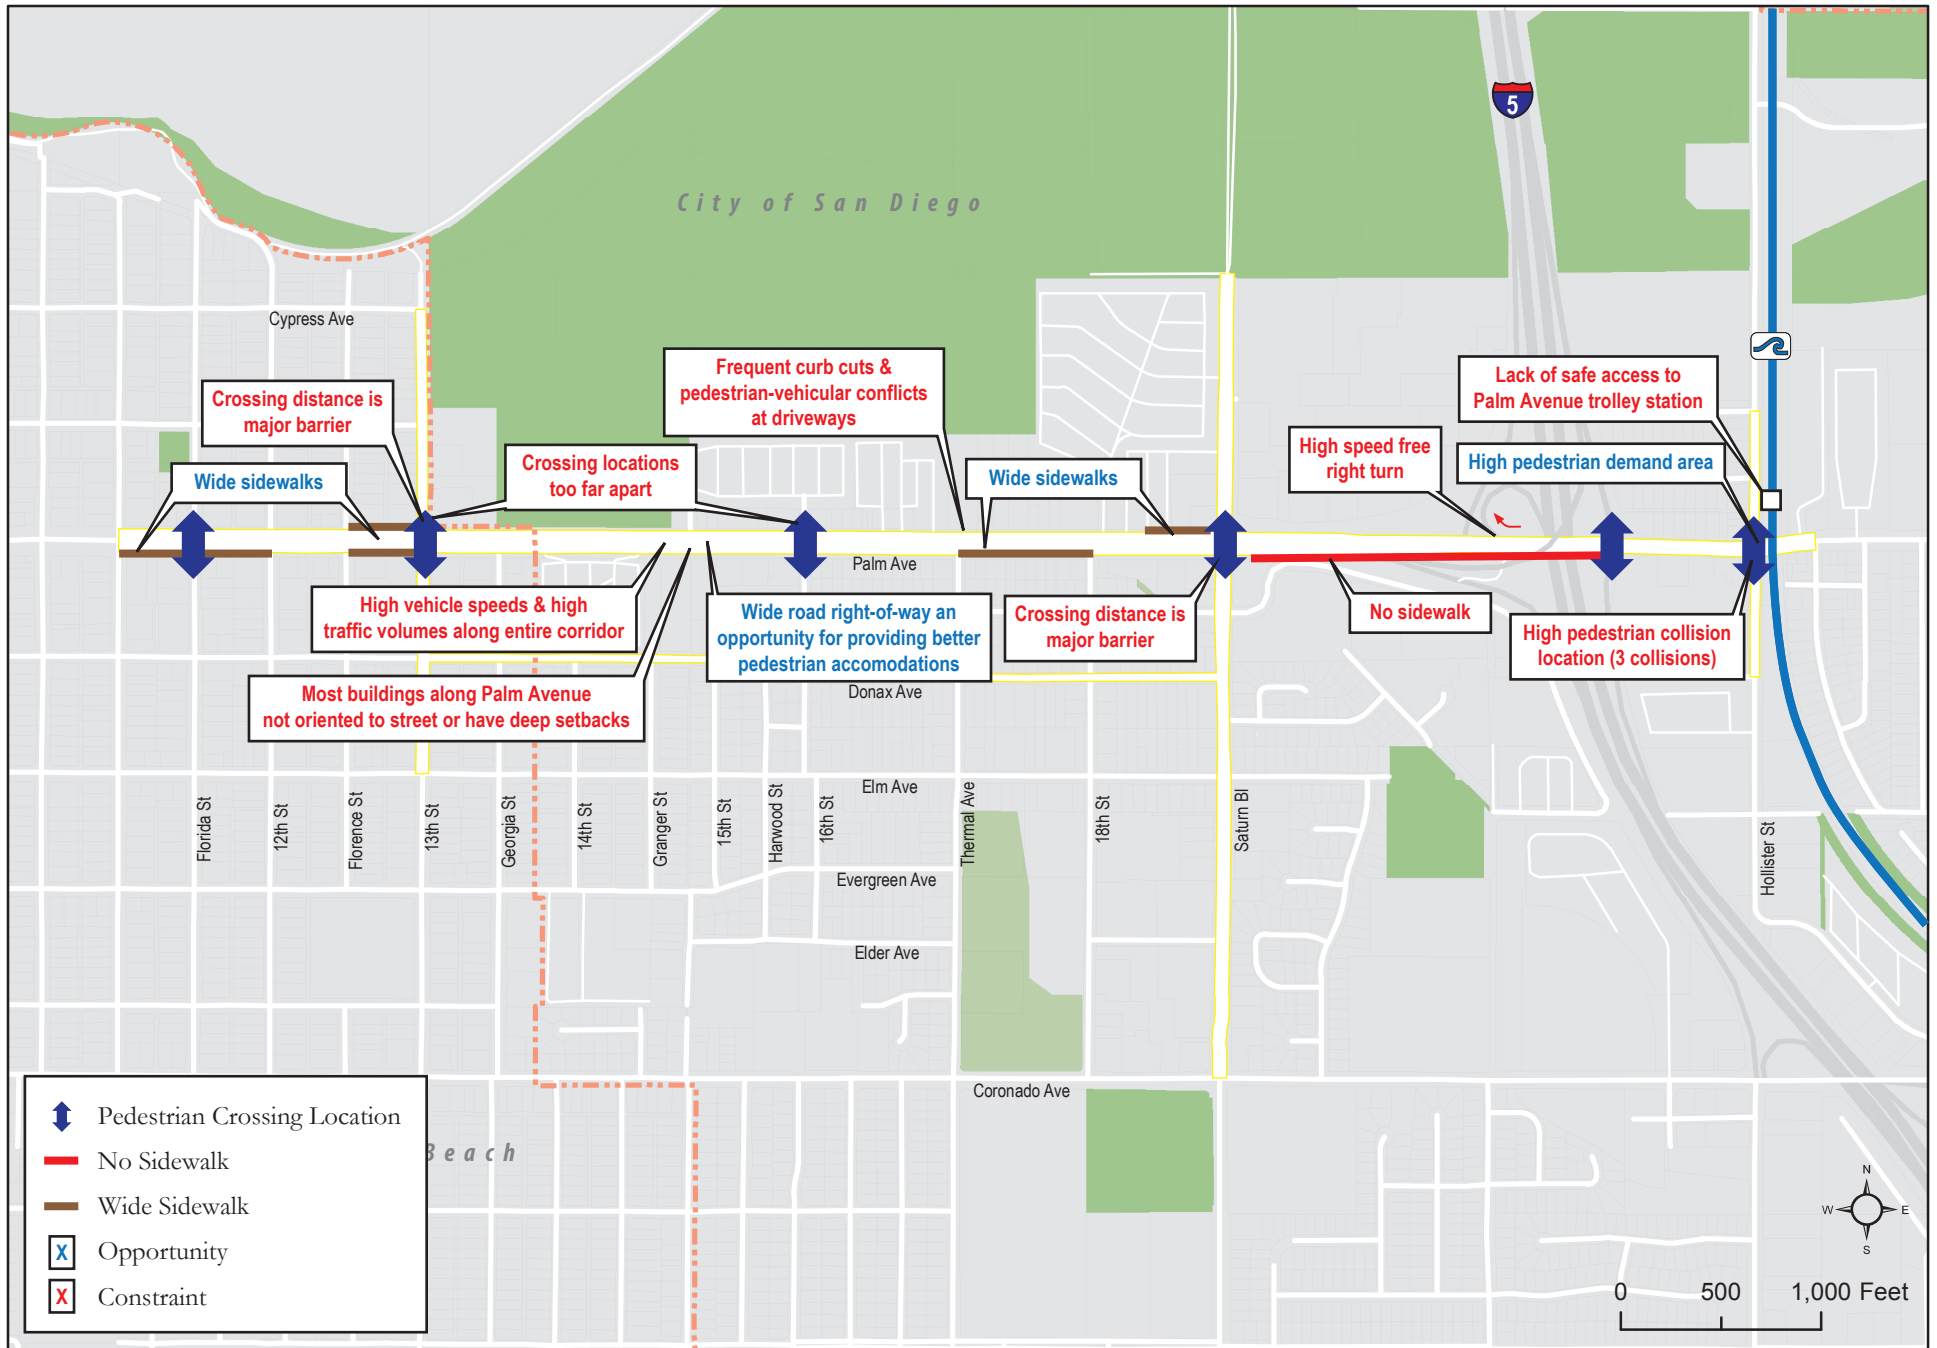 5
City of San Diego
Cypress Ave
Frequent curb cuts &
pedestrian-vehicular conflicts
at driveways
Lack of safe access to
Palm Avenue trolley station
Crossing distance is
major barrier
High speed free
right turn
High pedestrian demand area
Crossing locations
too far apart
Wide sidewalks
Wide sidewalks
Palm Ave
High vehicle speeds & high
traffic volumes along entire corridor
Wide road right-of-way an
opportunity for providing better
pedestrian accomodations
Crossing distance is
major barrier
No sidewalk
High pedestrian collision
location (3 collisions)
Most buildings along Palm Avenue
not oriented to street or have deep setbacks
Donax Ave
Elm Ave
Florida St
12th St
Florence St
13th St
Georgia St
14th St
Granger St
15th St
Harwood St
16th St
Thermal Ave
18th St
Saturn Bl
Hollister St
Evergreen Ave
Elder Ave
Coronado Ave
Beach
Pedestrian Crossing Location
No Sidewalk
Wide Sidewalk
X Opportunity
X Constraint
N
W E
S
0 500 1,000 Feet